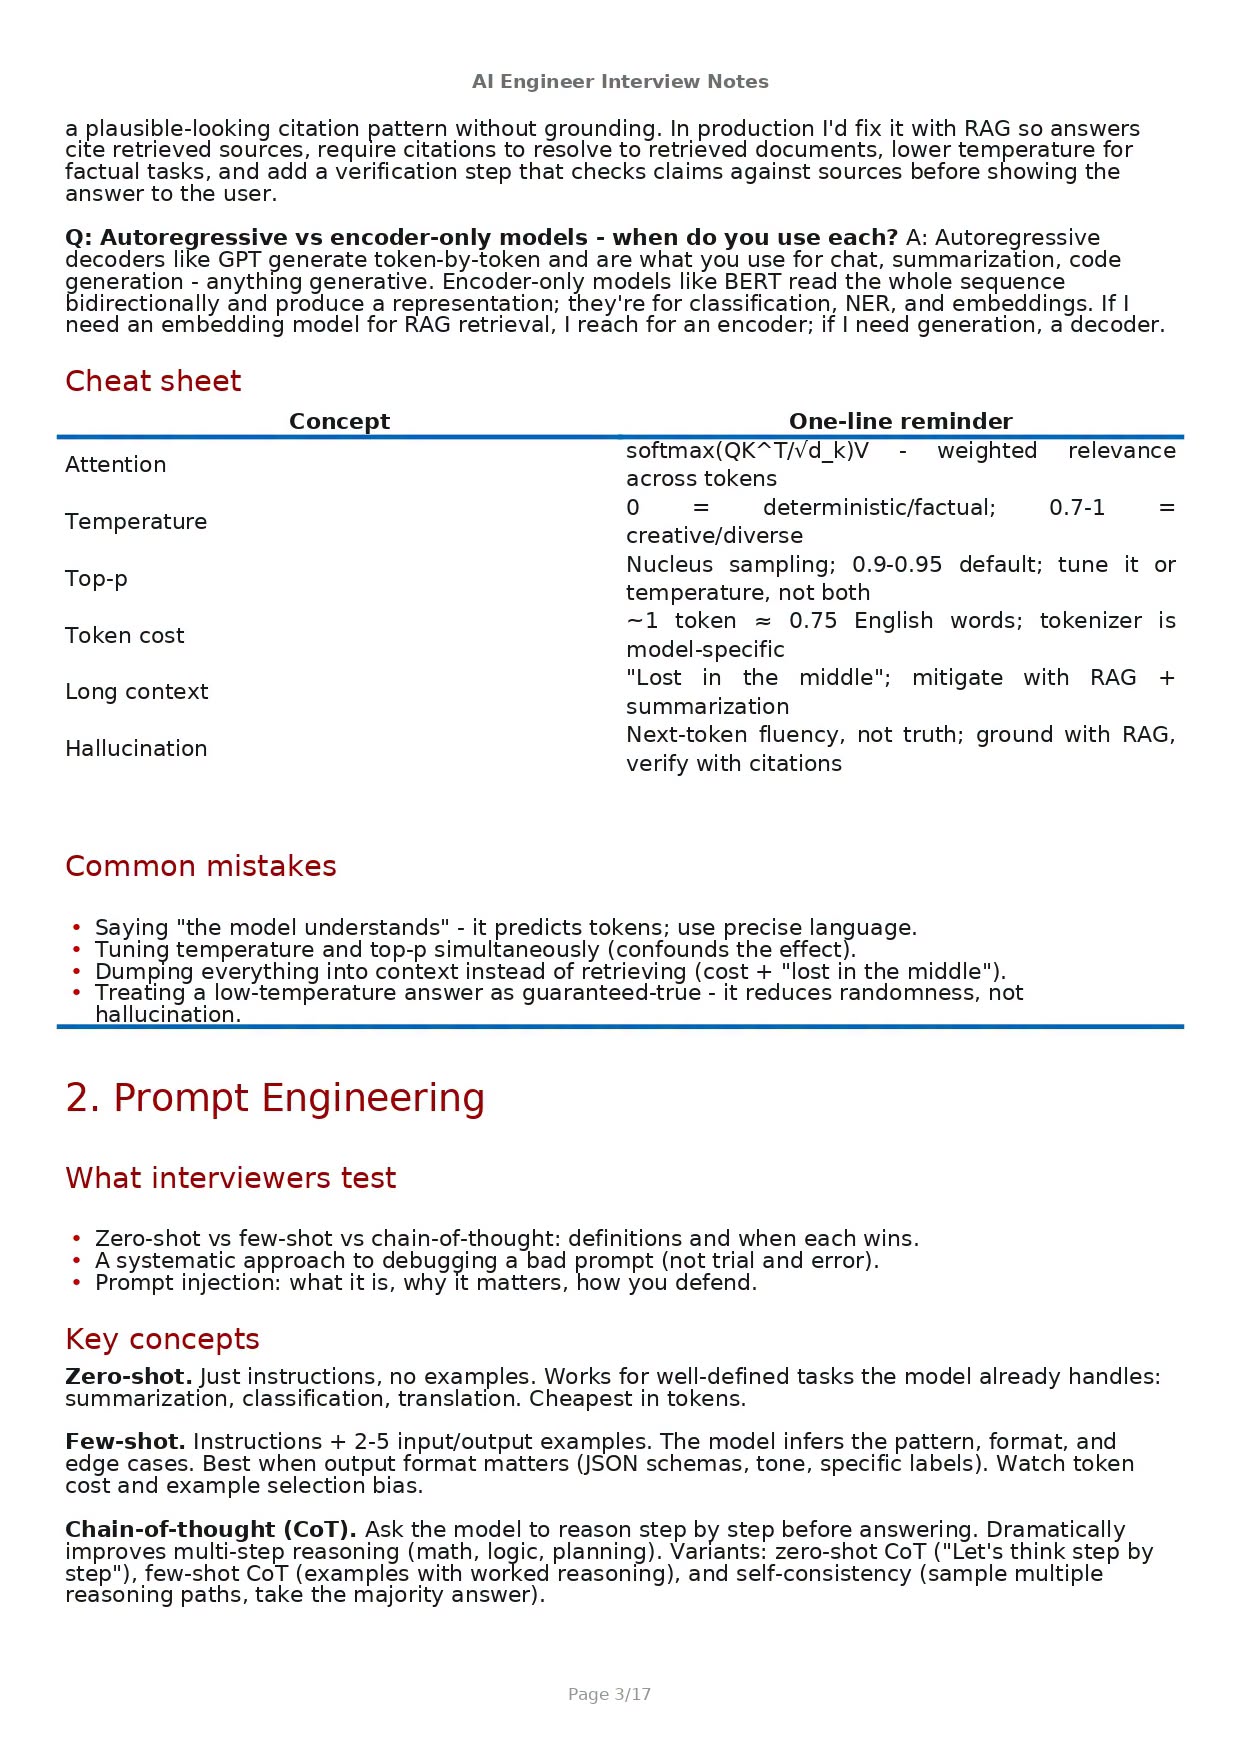 AI Engineer Interview Notes
a plausible-looking citation pattern without grounding. In production I'd fix it with RAG so answers
cite retrieved sources, require citations to resolve to retrieved documents, lower temperature for
factual tasks, and add a verification step that checks claims against sources before showing the
answer to the user.
Q: Autoregressive vs encoder-only models - when do you use each? A: Autoregressive
decoders like GPT generate token-by-token and are what you use for chat, summarization, code
generation - anything generative. Encoder-only models like BERT read the whole sequence
bidirectionally and produce a representation; they're for classification, NER, and embeddings. If I
need an embedding model for RAG retrieval, I reach for an encoder; if I need generation, a decoder.
Cheat sheet
Concept One-line reminder
Attention softmax(QK^T/√d_k)V - weighted relevance
across tokens
Temperature 0 = deterministic/factual; 0.7-1 =
creative/diverse
Top-p Nucleus sampling; 0.9-0.95 default; tune it or
temperature, not both
Token cost ~1 token ≈ 0.75 English words; tokenizer is
model-specific
Long context "Lost in the middle"; mitigate with RAG +
summarization
Hallucination Next-token fluency, not truth; ground with RAG,
verify with citations
Common mistakes
• Saying "the model understands" - it predicts tokens; use precise language.
• Tuning temperature and top-p simultaneously (confounds the effect).
• Dumping everything into context instead of retrieving (cost + "lost in the middle").
• Treating a low-temperature answer as guaranteed-true - it reduces randomness, not
hallucination.
2. Prompt Engineering
What interviewers test
• Zero-shot vs few-shot vs chain-of-thought: definitions and when each wins.
• A systematic approach to debugging a bad prompt (not trial and error).
• Prompt injection: what it is, why it matters, how you defend.
Key concepts
Zero-shot. Just instructions, no examples. Works for well-defined tasks the model already handles:
summarization, classification, translation. Cheapest in tokens.
Few-shot. Instructions + 2-5 input/output examples. The model infers the pattern, format, and
edge cases. Best when output format matters (JSON schemas, tone, specific labels). Watch token
cost and example selection bias.
Chain-of-thought (CoT). Ask the model to reason step by step before answering. Dramatically
improves multi-step reasoning (math, logic, planning). Variants: zero-shot CoT ("Let's think step by
step"), few-shot CoT (examples with worked reasoning), and self-consistency (sample multiple
reasoning paths, take the majority answer).
Page 3/17